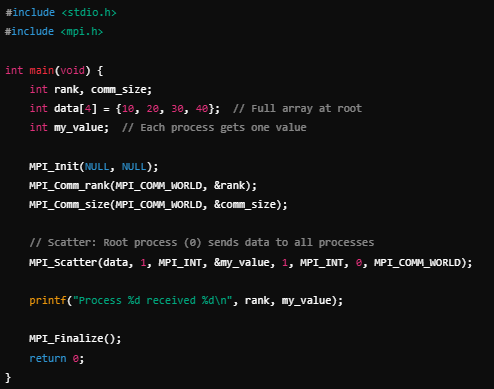 #include <stdio.h>
#include <mpi.h>

int main(void) {
    int rank, comm_size;
    int data[4] = {10, 20, 30, 40};  // Full array at root
    int my_value;  // Each process gets one value

    MPI_Init(NULL, NULL);
    MPI_Comm_rank(MPI_COMM_WORLD, &rank);
    MPI_Comm_size(MPI_COMM_WORLD, &comm_size);

    // Scatter: Root process (0) sends data to all processes
    MPI_Scatter(data, 1, MPI_INT, &my_value, 1, MPI_INT, 0, MPI_COMM_WORLD);

    printf("Process %d received %d\n", rank, my_value);

    MPI_Finalize();
    return 0;
}